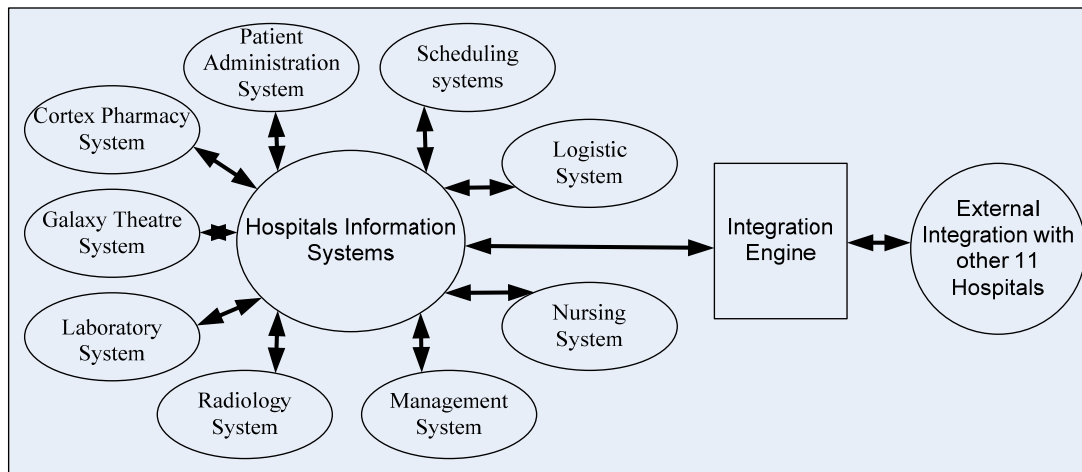 Patient
Administration
System
Scheduling
systems
Cortex Pharmacy
System
Logistic
System
Galaxy Theatre
System
Hospitals Information
Systems
Integration
Engine
External
Integration with
other 11
Hospitals
Laboratory
System
Nursing
System
Radiology
System
Management
System